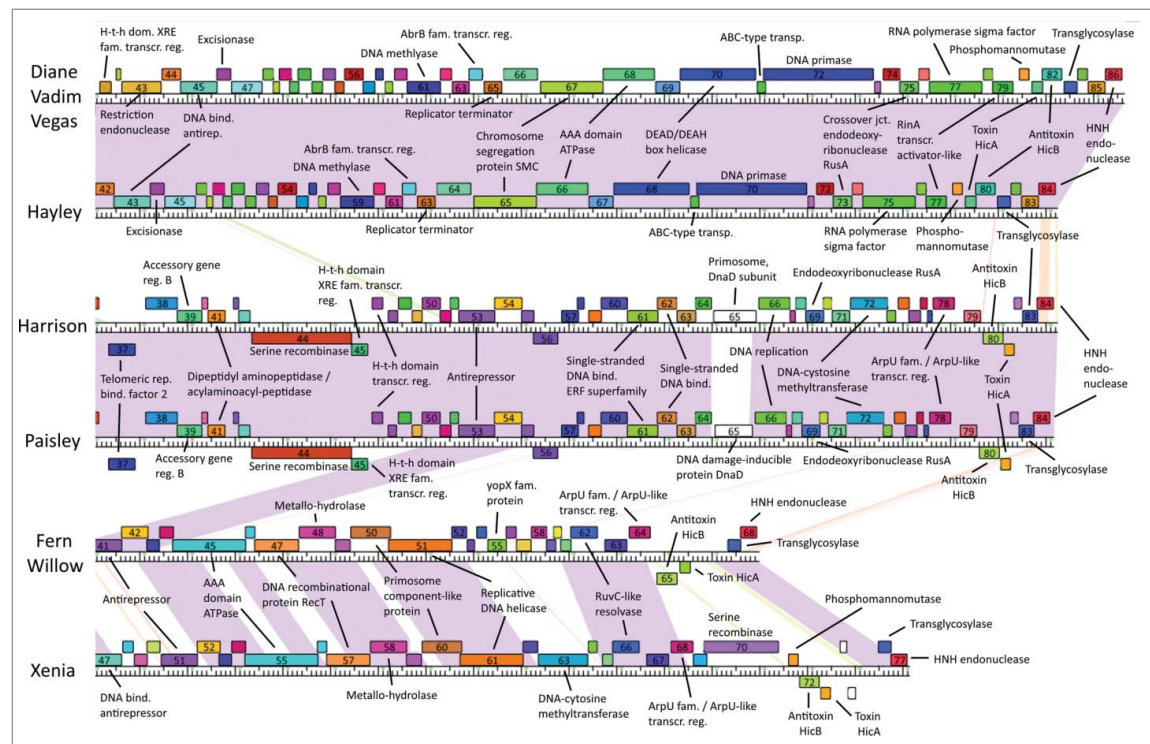 H-t-h dom. XRE
fam. transcr. reg.
Excisionase
DNA methlyase
AbrB fam. transcr. reg.
ABC-type transp.
DNA primase
RNA polymerase sigma factor
Phosphomannomutase
Transglycosylase
Diane
Vadim
Vegas
44 56 66 68 70 72 74 82 86
43 45 47 61 63 65 67 69 75 77 79 85
Restriction
endonuclease
DNA bind.
antirep.
Replicator terminator
AbrB fam. transcr. reg.
DNA methylase
Chromosome
segregation
protein SMC
AAA domain
ATPase
DEAD/DEAH
box helicase
DNA primase
Crossover jct.
endodeoxy-
ribonuclease
RusA
RinA
transcr.
activator-like
Toxin
HicA
Antitoxin
HicB
HNH
endo-
nuclease
Hayley
42 54 64 66 68 70 72 80 84
43 45 59 61 63 65 67 73 75 77 83
Excisionase
Replicator terminator
ABC-type transp.
RNA polymerase
sigma factor
Phospho-
mannomutase
Transglycosylase
Accessory gene
reg. B
H-t-h domain
XRE fam. transcr.
reg.
Primosome,
DnaD subunit
Endodeoxyribonuclease RusA
Antitoxin
HicB
Harrison
38 50 54 60 62 64 66 72 78 84
39 41 53 57 61 63 65 69 71 79 83
44 45 56 80
Serine recombinase
37
Telomeric rep.
bind. factor 2
Dipeptidyl aminopeptidase /
acylaminoacyl-peptidase
H-t-h domain
transcr. reg.
Antirepressor
Single-stranded
DNA bind.
ERF superfamily
Single-stranded
DNA bind.
DNA replication
DNA-cystosine
methyltransferase
ArpU fam./ ArpU-like
transcr. reg.
Toxin
HicA
HNH
endo-
nuclease
Paisley
38 50 54 60 62 64 66 72 78 84
39 41 53 57 61 63 65 69 71 79 83
37 44 45 56 80
Accessory gene
reg. B
Serine recombinase
H-t-h domain
XRE fam.
transcr. reg.
DNA damage-inducible
protein DnaD
Endodeoxyribonuclease RusA
Antitoxin
HicB
Transglycosylase
Metallo-hydrolase
yopX fam.
protein
ArpU fam. / ArpU-like
transcr. reg.
Antitoxin
HicB
HNH endonuclease
Transglycosylase
Fern
Willow
42 48 50 52 58 62 64 68
41 45 47 51 55 63
65
Toxin HicA
Antirepressor
AAA
domain
ATPase
DNA recombinational
protein RecT
Primosome
component-like
protein
Replicative
DNA helicase
RuvC-like
resolvase
Serine
recombinase
Phosphomannomutase
Transglycosylase
Xenia
52 58 60 66 68 70
47 51 55 57 61 63 67 77
72
HNH endonuclease
DNA bind.
antirepressor
Metallo-hydrolase
DNA-cytosine
methyltransferase
ArpU fam. / ArpU-like
transcr. reg.
Antitoxin
HicB
Toxin
HicA